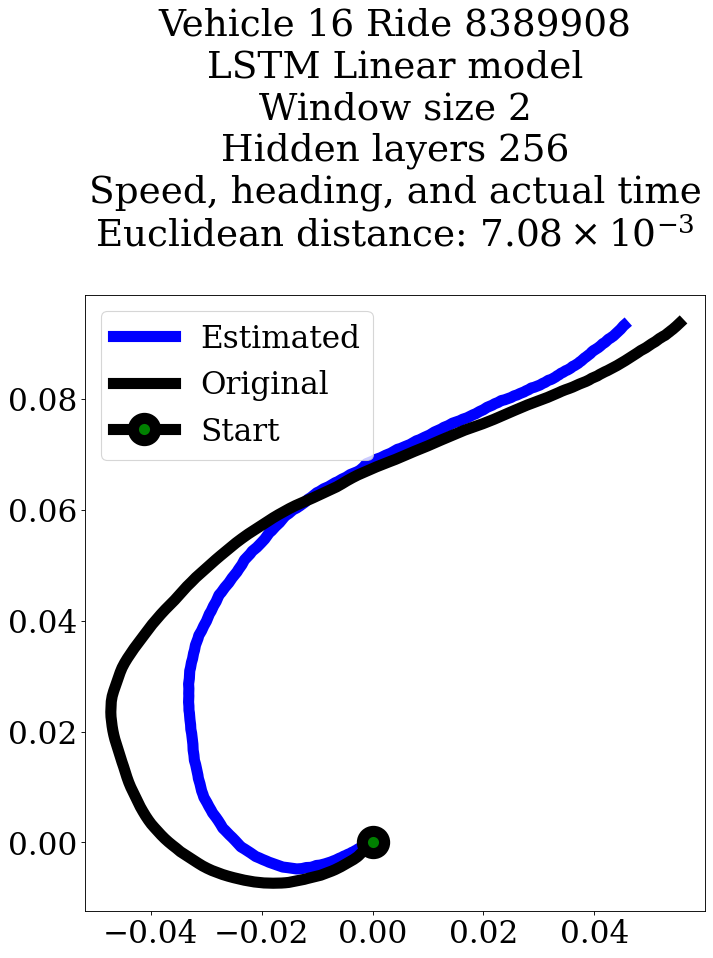 Vehicle 16 Ride 8389908
LSTM Linear model
Window size 2
Hidden layers 256
Speed, heading, and actual time
Euclidean distance: 7.08 × 10⁻³
Estimated
Original
Start
0.08
0.06
0.04
0.02
0.00
−0.04 −0.02 0.00 0.02 0.04